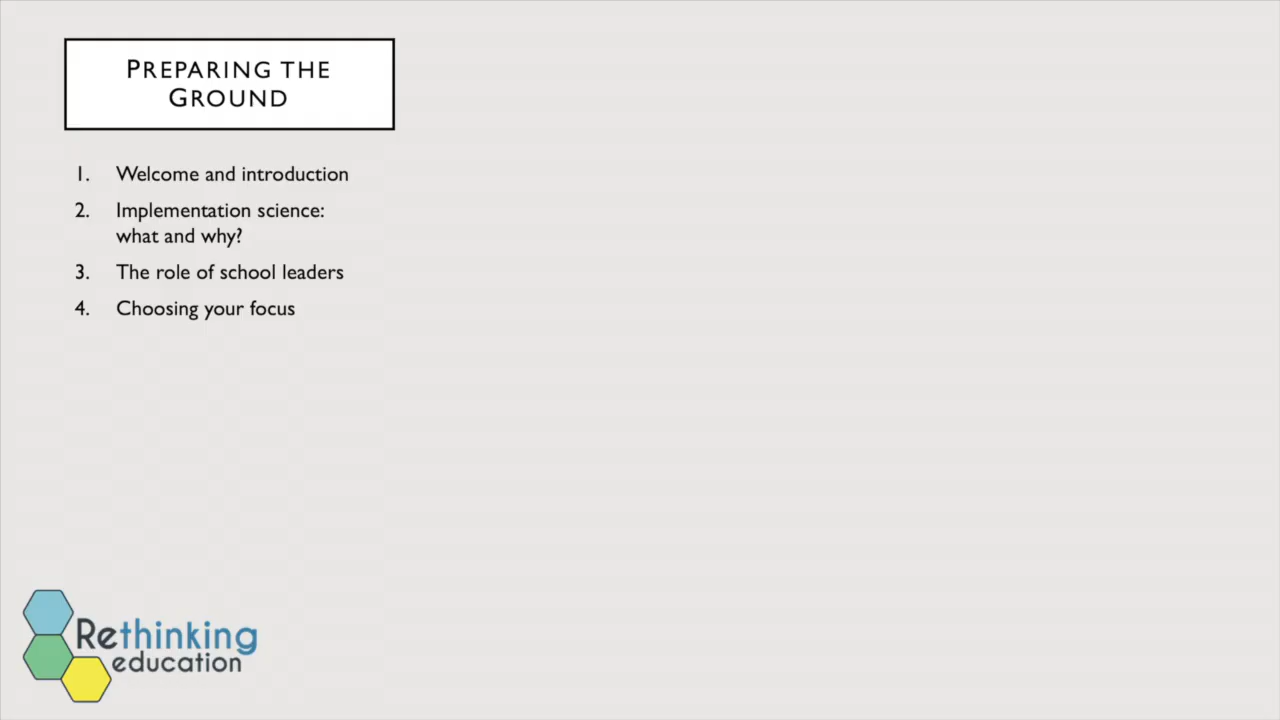 PREPARING THE
GROUND
1. Welcome and introduction
2. Implementation science:
what and why?
3. The role of school leaders
4. Choosing your focus
Rethinking
education